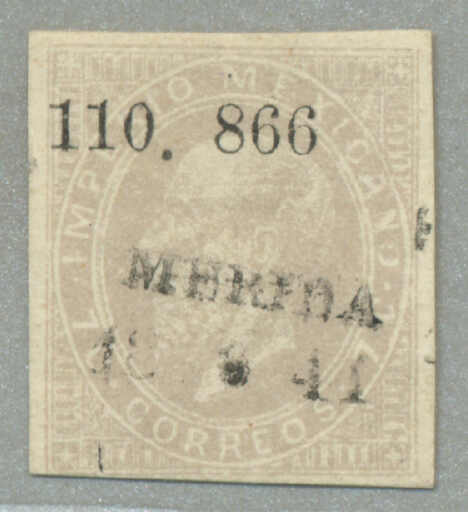 IMPERIO MEXICANO
110. 866
MERIDA
CORREOS